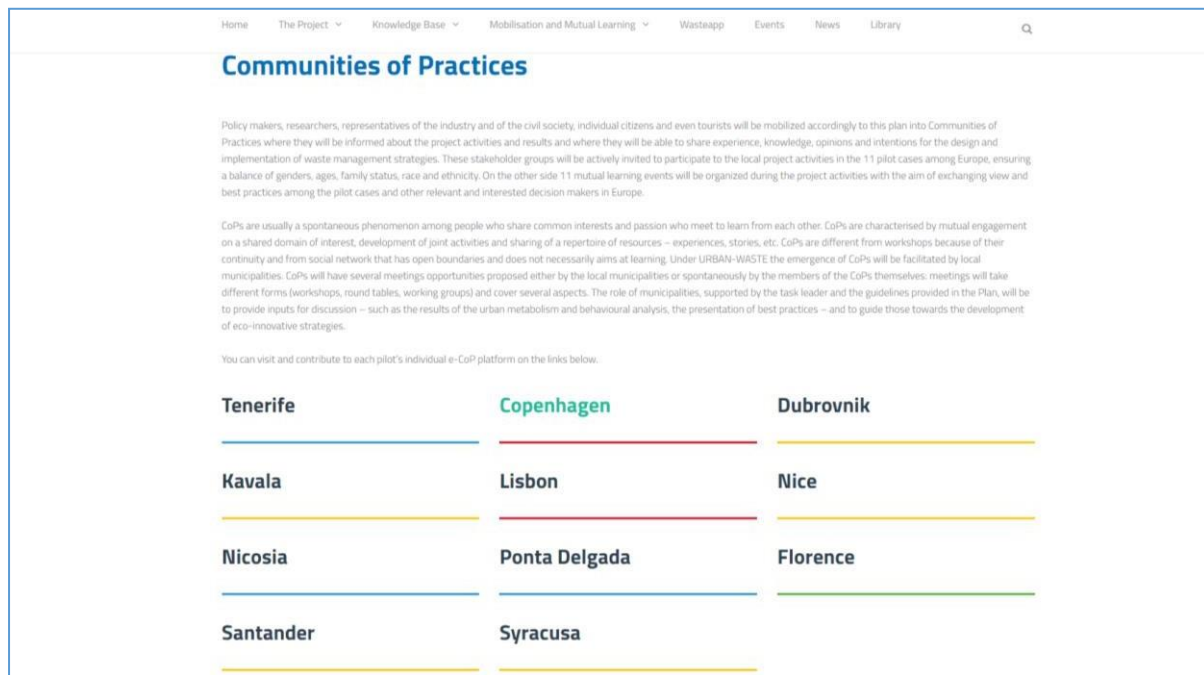 Home The Project Knowledge Base Mobilisation and Mutual Learning Wasteapp Events News Library
Communities of Practices
Policy makers, researchers, representatives of the industry and of the civil society, individual citizens and even tourists will be mobilized accordingly to this plan into Communities of
Practices where they will be informed about the project activities and results and where they will be able to share experience, knowledge, opinions and intentions for the design and
implementation of waste management strategies. These stakeholder groups will be actively invited to participate to the local project activities in the 11 pilot cases among Europe, ensuring
a balance of genders, ages, family status, race and ethnicity. On the other side 11 mutual learning events will be organized during the project activities with the aim of exchanging view and
best practices among the pilot cases and other relevant and interested decision makers in Europe.
CoPs are usually a spontaneous phenomenon among people who share common interests and passion who meet to learn from each other. CoPs are characterised by mutual engagement
on a shared domain of interest, development of joint activities and sharing of a repertoire of resources – experiences, stories, etc. CoPs are different from workshops because of their
continuity and from social network that has open boundaries and does not necessarily aims at learning. Under URBAN-WASTE the emergence of CoPs will be facilitated by local
municipalities. CoPs will have several meetings opportunities proposed either by the local municipalities or spontaneously by the members of the CoPs themselves; meetings will take
different forms (workshops, round tables, working groups) and cover several aspects. The role of municipalities, supported by the task leader and the guidelines provided in the Plan, will be
to provide inputs for discussion – such as the results of the urban metabolism and behavioural analysis, the presentation of best practices – and to guide those towards the development
of eco-innovative strategies.
You can visit and contribute to each pilot's individual e-CoP platform on the links below.
Tenerife Copenhagen Dubrovnik
Kavala Lisbon Nice
Nicosia Ponta Delgada Florence
Santander Syracusa